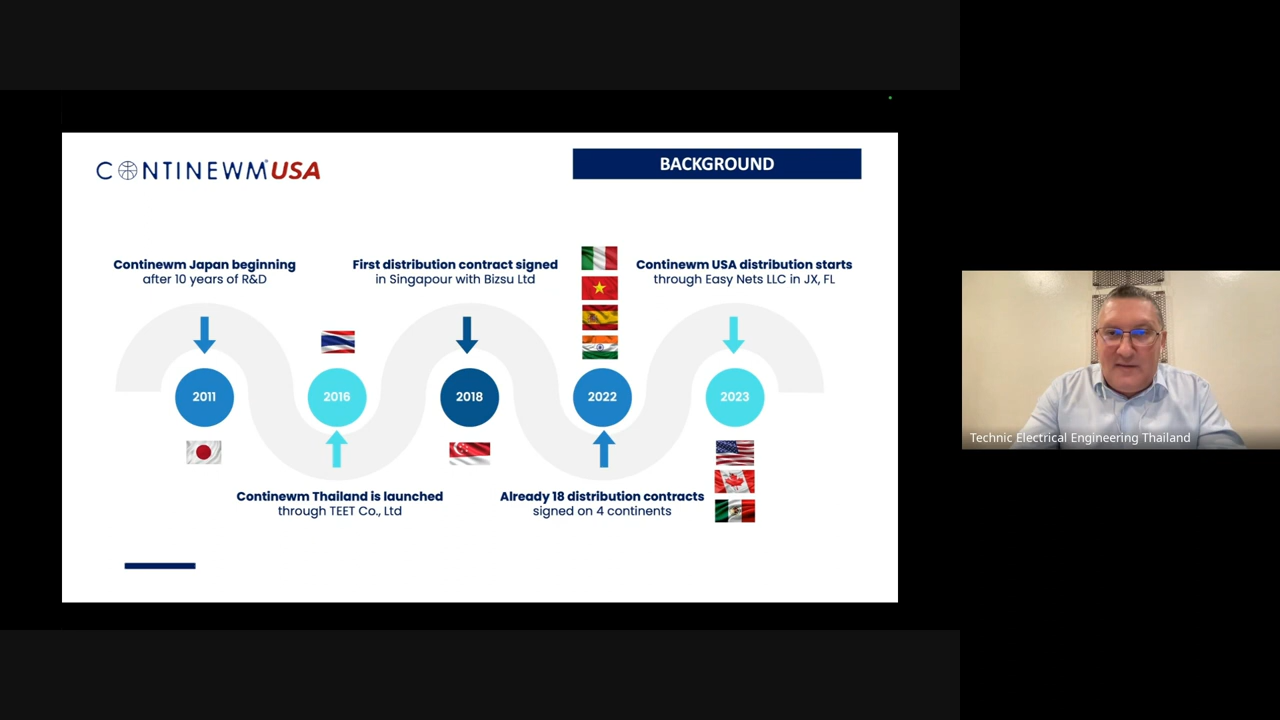 CONTINEWM USA
BACKGROUND
Continewm Japan beginning
after 10 years of R&D
First distribution contract signed
in Singapour with Bizsu Ltd
Continewm USA distribution starts
through Easy Nets LLC in JX, FL
2011
2016
2018
2022
2023
Continewm Thailand is launched
through TEET Co., Ltd
Already 18 distribution contracts
signed on 4 continents
Technic Electrical Engineering Thailand